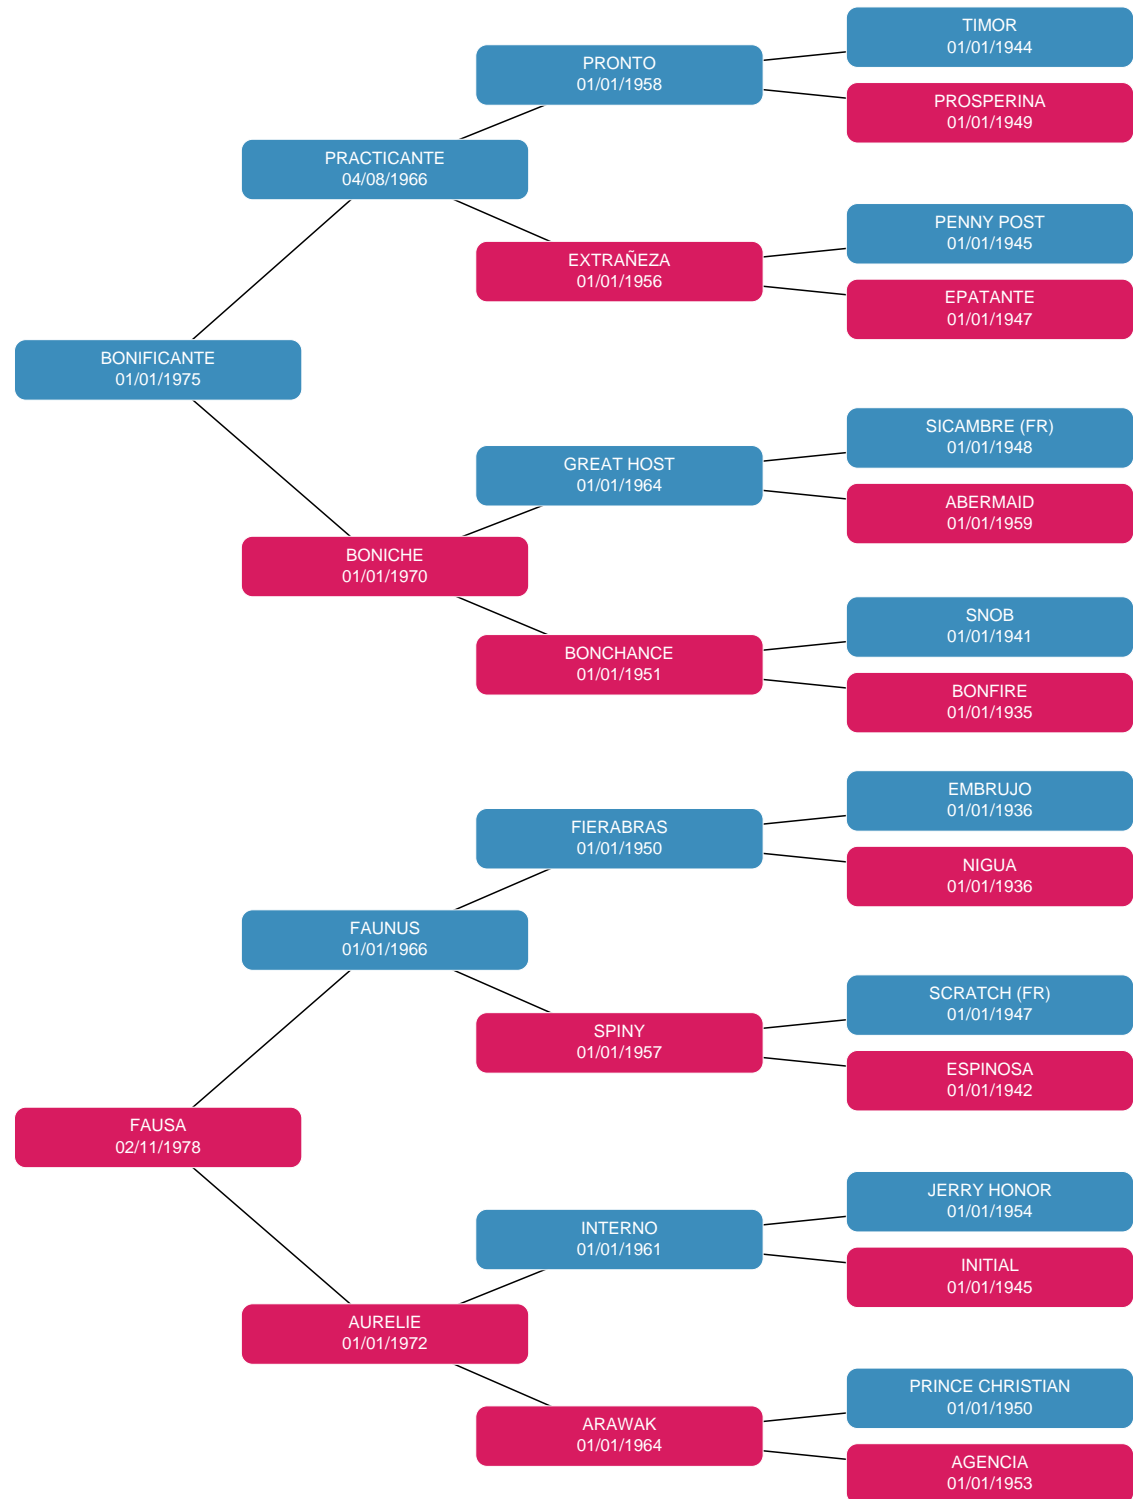 TIMOR
01/01/1944
PRONTO
01/01/1958
PROSPERINA
01/01/1949
PRACTICANTE
04/08/1966
PENNY POST
01/01/1945
EXTRAÑEZA
01/01/1956
EPATANTE
01/01/1947
BONIFICANTE
01/01/1975
SICAMBRE (FR)
01/01/1948
GREAT HOST
01/01/1964
ABERMAID
01/01/1959
BONICHE
01/01/1970
SNOB
01/01/1941
BONCHANCE
01/01/1951
BONFIRE
01/01/1935
EMBRUJO
01/01/1936
FIERABRAS
01/01/1950
NIGUA
01/01/1936
FAUNUS
01/01/1966
SCRATCH (FR)
01/01/1947
SPINY
01/01/1957
ESPINOSA
01/01/1942
FAUSA
02/11/1978
JERRY HONOR
01/01/1954
INTERNO
01/01/1961
INITIAL
01/01/1945
AURELIE
01/01/1972
PRINCE CHRISTIAN
01/01/1950
ARAWAK
01/01/1964
AGENCIA
01/01/1953